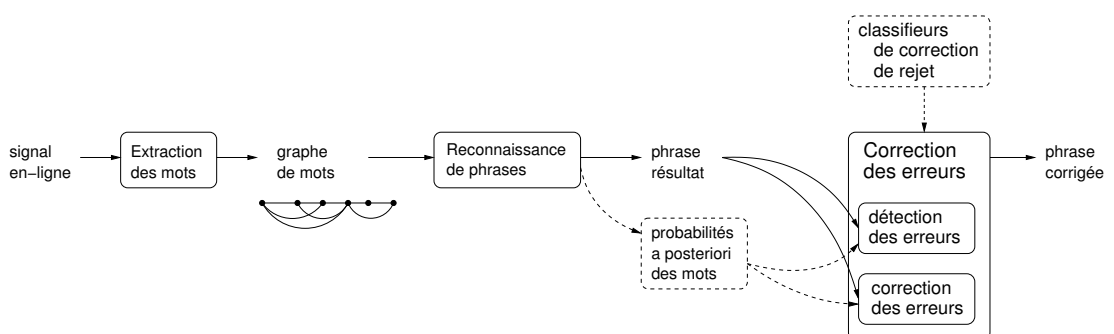 classifieurs
de correction
de rejet
signal
en−ligne
Extraction
des mots
graphe
de mots
Reconnaissance
de phrases
phrase
résultat
probabilités
a posteriori
des mots
Correction
des erreurs
détection
des erreurs
correction
des erreurs
phrase
corrigée